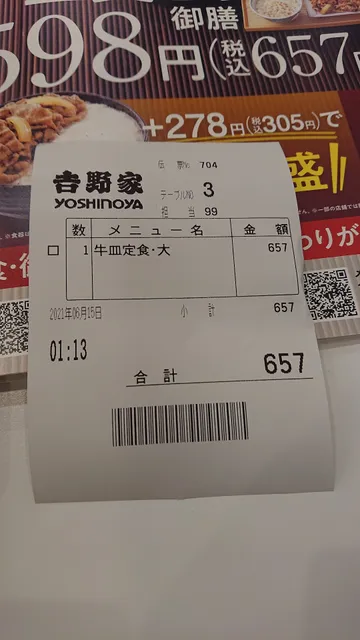 御膳
598円(税込657円
+278円(税込305円)で
盛
伝 票No 704
吉野家
YOSHINOYA
テーブルNO 3
担 当 99
数 メニュー名 金 額
ロ 1 牛皿定食・大 657
2021年06月15日 小 計 657
01:13
合 計 657